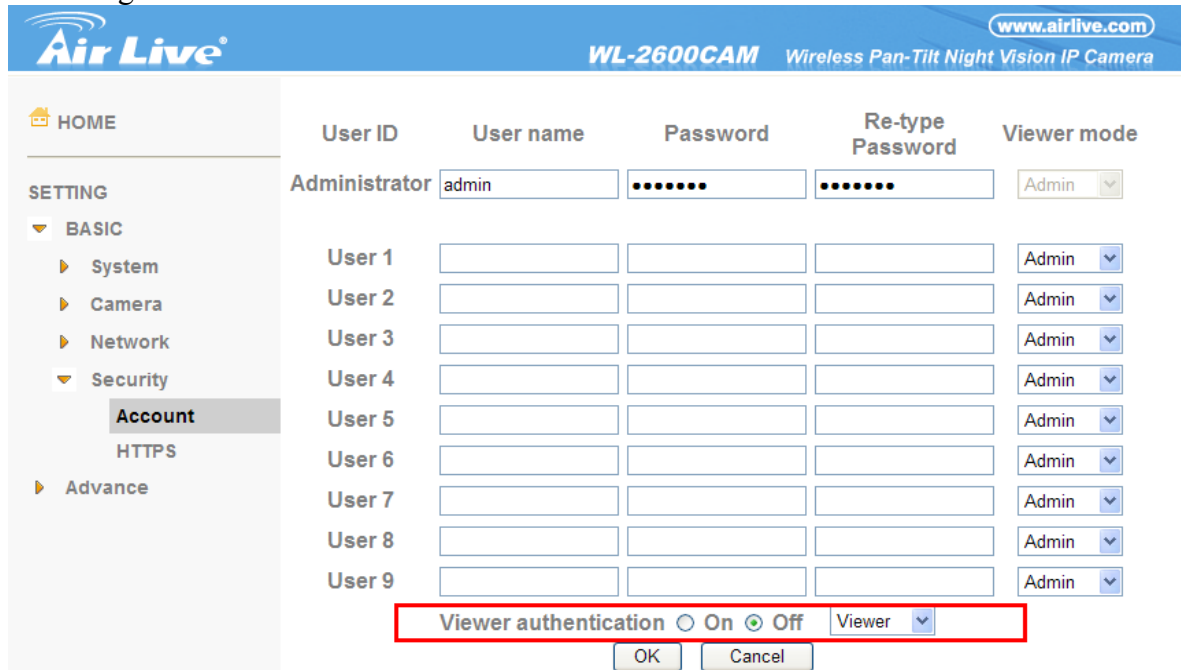 www.airlive.com
Air Live®
WL-2600CAM Wireless Pan-Tilt Night Vision IP Camera
HOME
SETTING
BASIC
System
Camera
Network
Security
Account
HTTPS
Advance
User ID User name Password Re-type Password Viewer mode
Administrator admin ••••••• ••••••• Admin
User 1 Admin
User 2 Admin
User 3 Admin
User 4 Admin
User 5 Admin
User 6 Admin
User 7 Admin
User 8 Admin
User 9 Admin
Viewer authentication On Off Viewer
OK Cancel